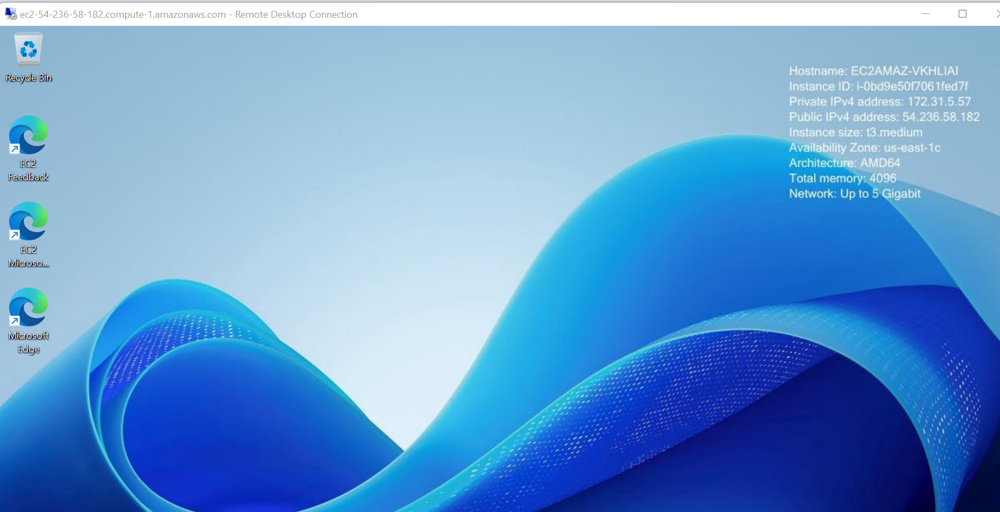 ec2-54-236-58-182.compute-1.amazonaws.com - Remote Desktop Connection
Recycle Bin
EC2
Feedback
EC2
Microso...
Microsoft
Edge
Hostname: EC2AMAZ-VKHLIAI
Instance ID: i-0bd9e50f7061fed7f
Private IPv4 address: 172.31.5.57
Public IPv4 address: 54.236.58.182
Instance size: t3.medium
Availability Zone: us-east-1c
Architecture: AMD64
Total memory: 4096
Network: Up to 5 Gigabit